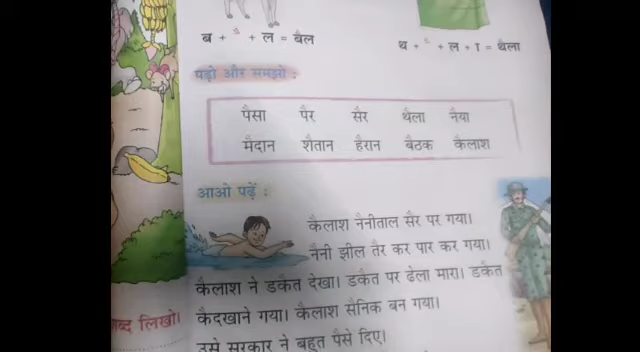 ब + ै + ल = बैल
थ + ै + ल + ा = थैला
पढ़ो और समझो :
पैसा पैर सैर थैला नैया
मैदान शैतान हैरान बैठक कैलाश
आओ पढ़ें :
कैलाश नैनीताल सैर पर गया।
नैनी झील तैर कर पार कर गया।
कैलाश ने डकैत देखा। डकैत पर ढेला मारा। डकैत
कैदखाने गया। कैलाश सैनिक बन गया।
उसे सरकार ने बहुत पैसे दिए।
लिखो।